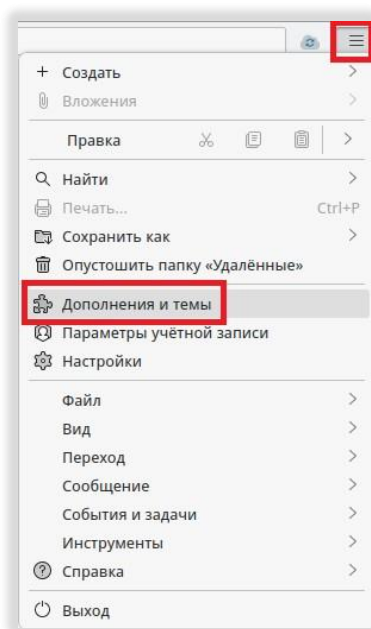 Создать
Вложения
Правка
Найти
Печать... Ctrl+P
Сохранить как
Опустошить папку «Удалённые»
Дополнения и темы
Параметры учётной записи
Настройки
Файл
Вид
Переход
Сообщение
События и задачи
Инструменты
Справка
Выход